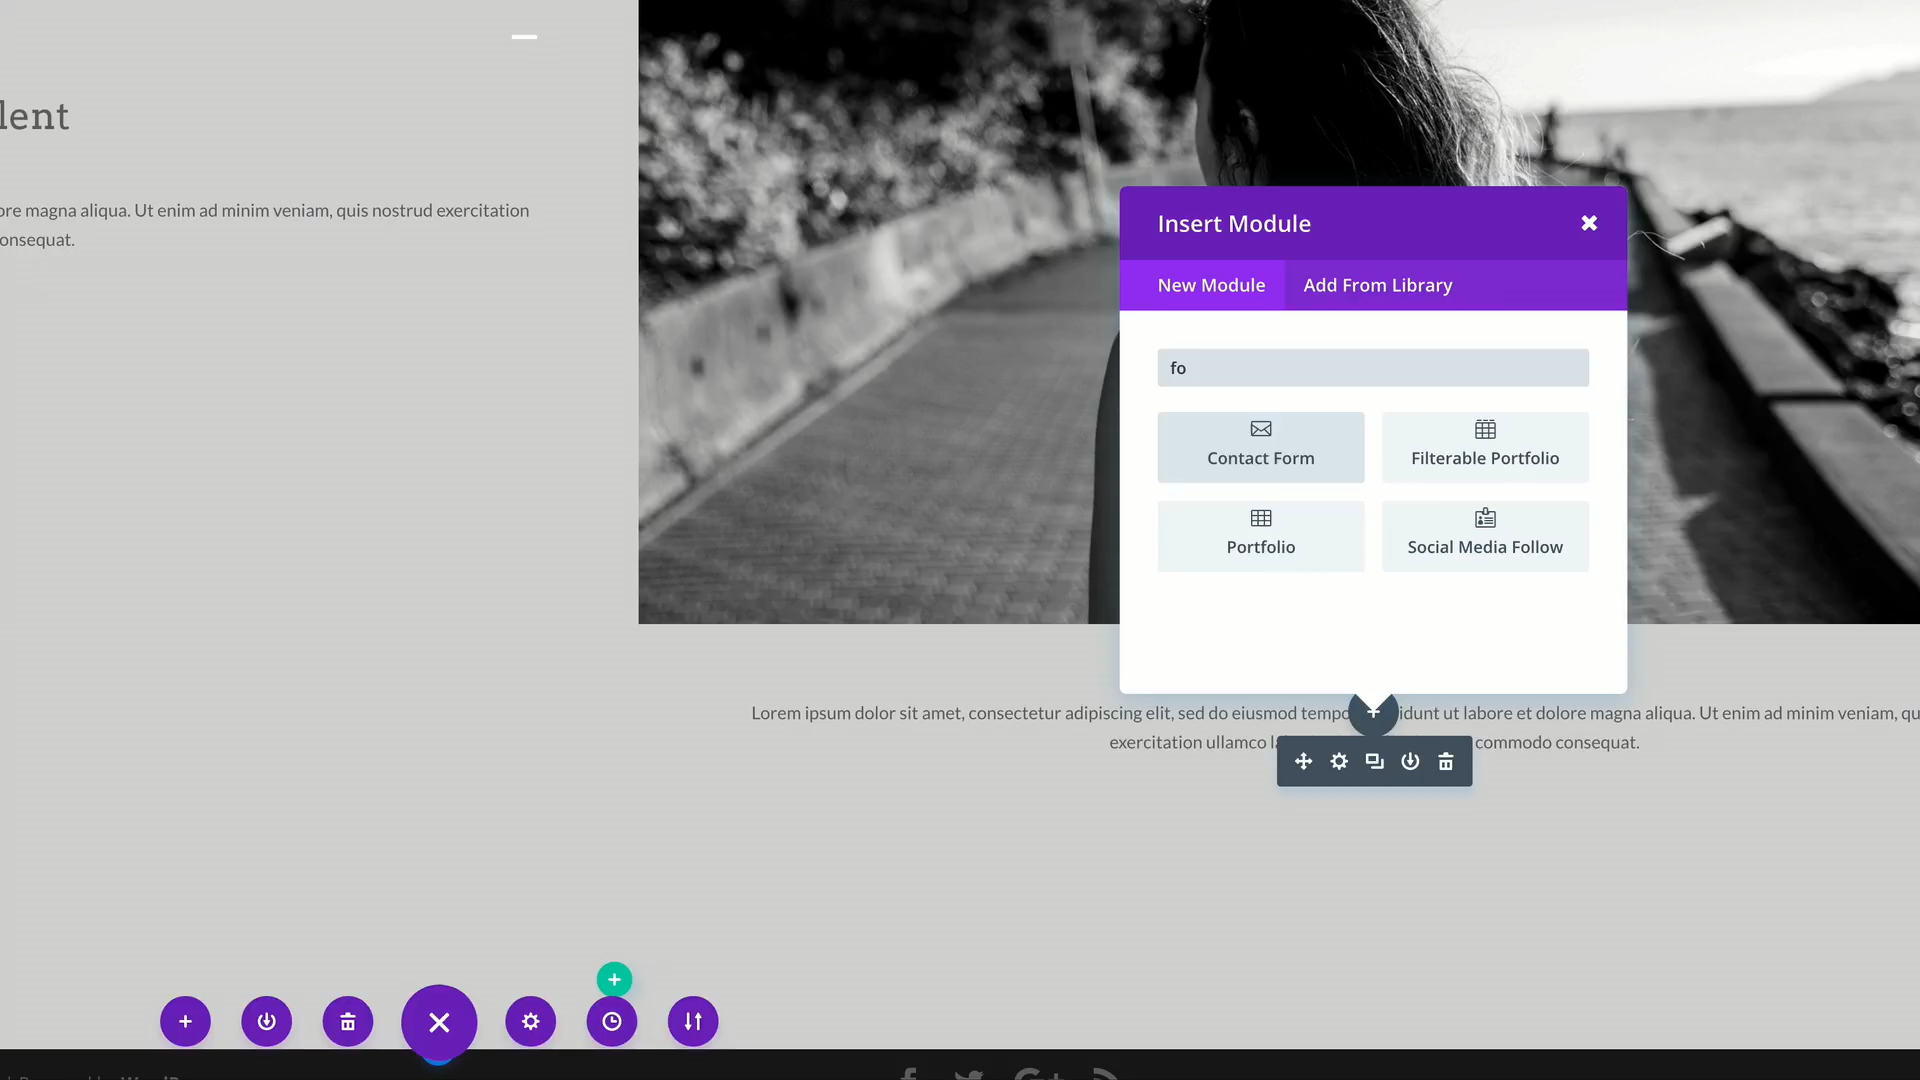 lent
ore magna aliqua. Ut enim ad minim veniam, quis nostrud exercitation
onsequat.
Insert Module
New Module
Add From Library
fo
Contact Form
Filterable Portfolio
Portfolio
Social Media Follow
Lorem ipsum dolor sit amet, consectetur adipiscing elit, sed do eiusmod tempo idunt ut labore et dolore magna aliqua. Ut enim ad minim veniam, qu
exercitation ullamco la commodo consequat.